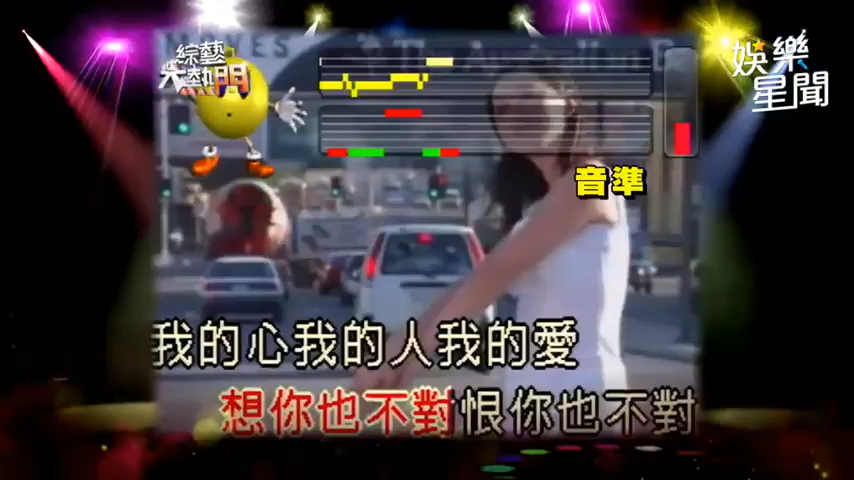 綜藝
大熱門
娛樂
星聞
音準
我的心我的人我的愛
想你也不對恨你也不對